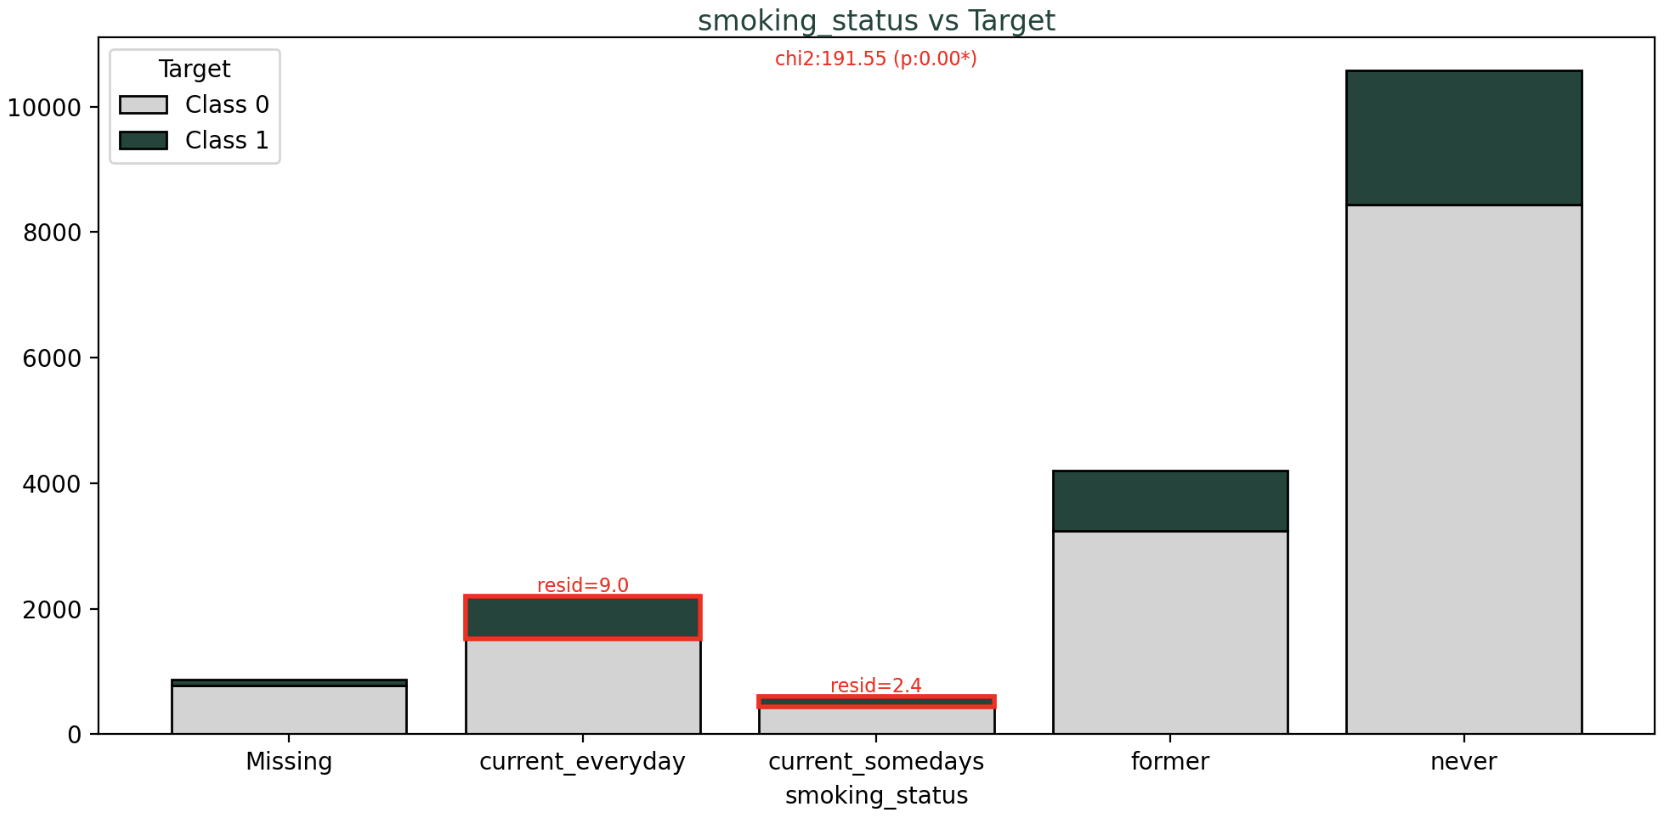 smoking_status vs Target
chi2:191.55 (p:0.00*)
Target
Class 0
Class 1
10000
8000
6000
4000
2000
0
resid=9.0
resid=2.4
Missing
current_everyday
current_somedays
former
never
smoking_status